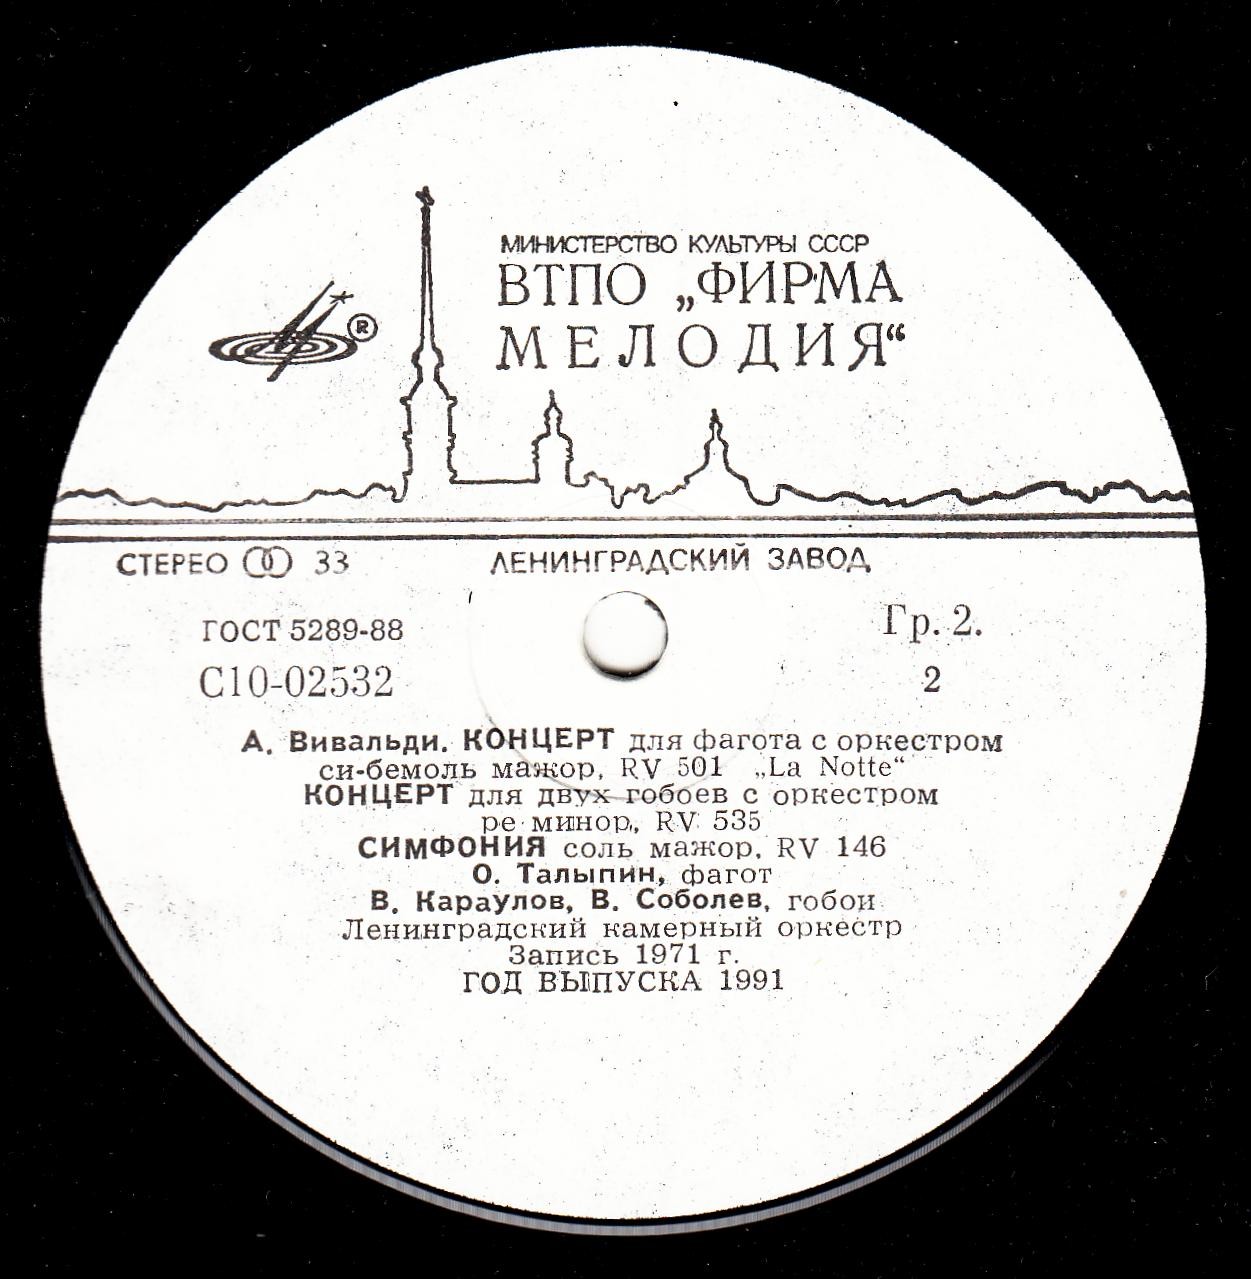 МИНИСТЕРСТВО КУЛЬТУРЫ СССР
ВТПО „ФИРМА
МЕЛОДИЯ“
®
СТЕРЕО 33
ЛЕНИНГРАДСКИЙ ЗАВОД
ГОСТ 5289-88
Гр. 2.
С10-02532
2
А. Вивальди. КОНЦЕРТ для фагота с оркестром
си-бемоль мажор, RV 501 „La Notte“
КОНЦЕРТ для двух гобоев с оркестром
ре минор, RV 535
СИМФОНИЯ соль мажор, RV 146
О. Талыпин, фагот
В. Караулов, В. Соболев, гобои
Ленинградский камерный оркестр
Запись 1971 г.
ГОД ВЫПУСКА 1991